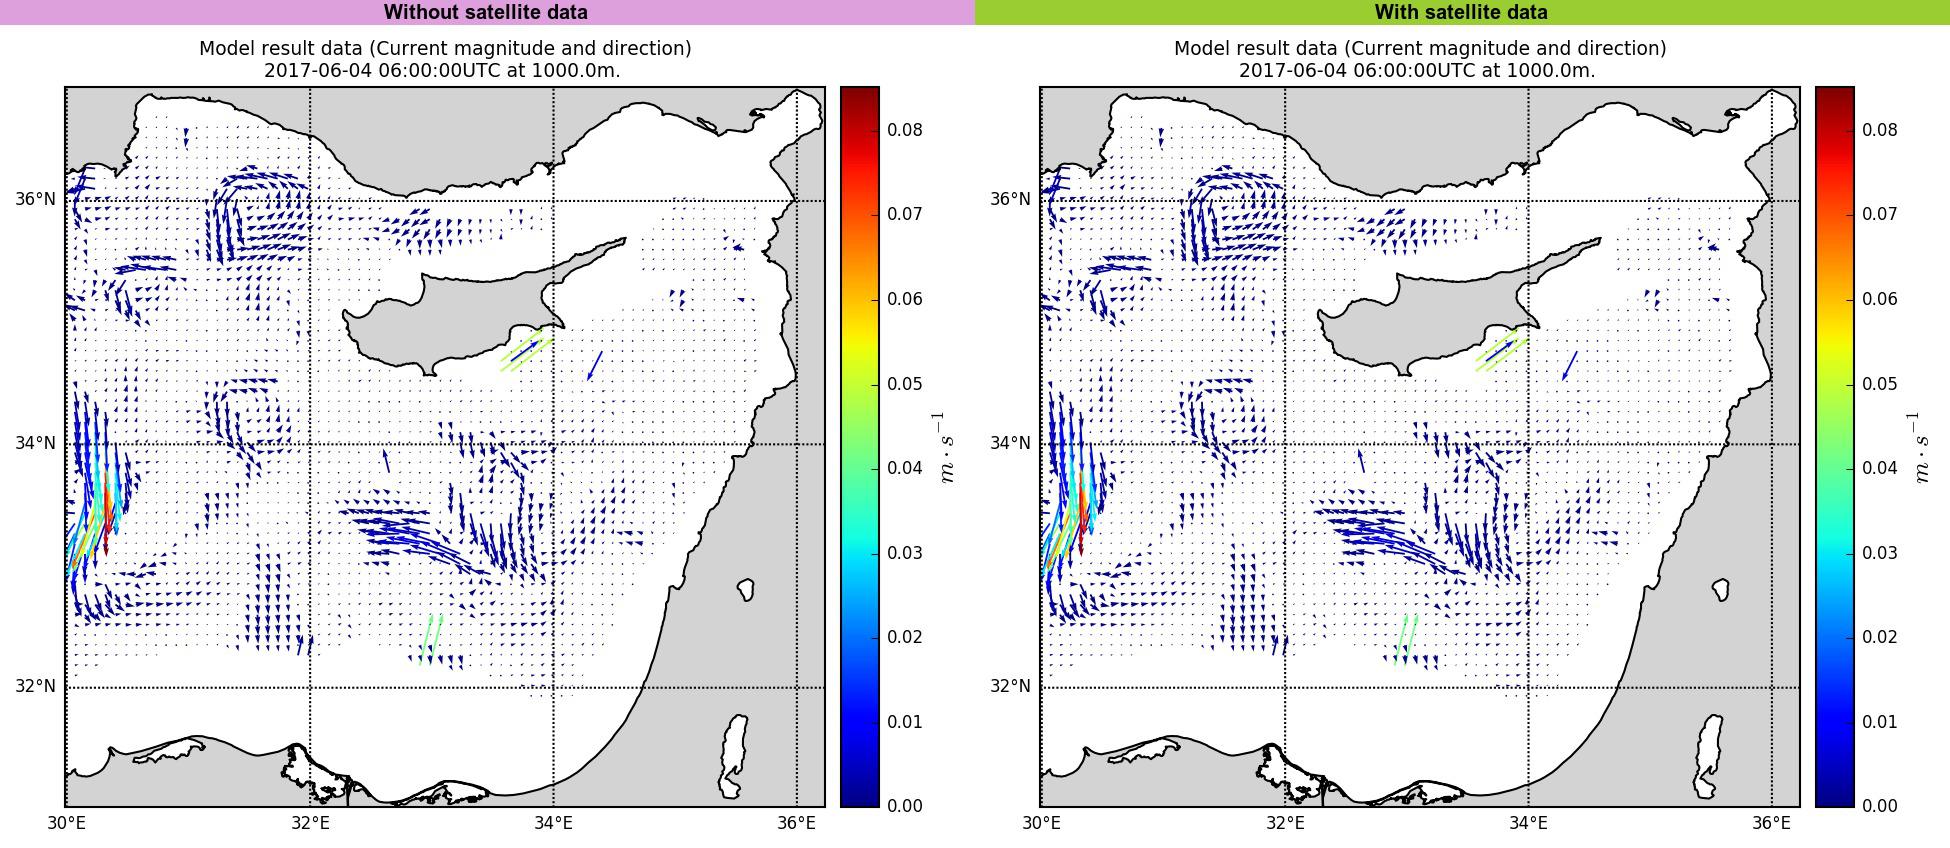 Without satellite data
With satellite data
Model result data (Current magnitude and direction)
2017-06-04 06:00:00UTC at 1000.0m.
36°N
34°N
32°N
30°E
32°E
34°E
36°E
0.08
0.07
0.06
0.05
0.04
0.03
0.02
0.01
0.00
m · s⁻¹
Model result data (Current magnitude and direction)
2017-06-04 06:00:00UTC at 1000.0m.
36°N
34°N
32°N
30°E
32°E
34°E
36°E
0.08
0.07
0.06
0.05
0.04
0.03
0.02
0.01
0.00
m · s⁻¹